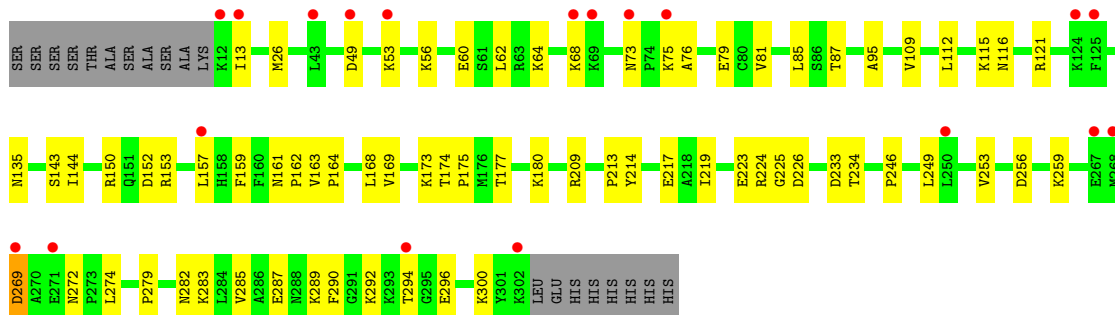 SER SER SER SER THR ALA SER ALA SER ALA LYS K12 I13 M26 L43 D49 K53 K56 E60 S61 L62 R63 K64 K68 K69 N73 P74 K75 A76 E79 C80 V81 L85 S86 T87 A95 V109 L112 K115 N116 R121 K124 F125
N135 S143 I144 R150 Q151 D152 R153 L157 H158 F159 F160 N161 P162 V163 P164 L168 V169 K173 T174 P175 M176 T177 K180 R209 P213 Y214 E217 A218 I219 E223 R224 G225 D226 D233 T234 P246 L249 L250 V253 D256 K259 E267 M268
D269 A270 E271 N272 P273 L274 P279 N282 K283 L284 V285 A286 E287 N288 K289 F290 G291 K292 K293 T294 G295 E296 K300 Y301 K302 LEU GLU HIS HIS HIS HIS HIS HIS